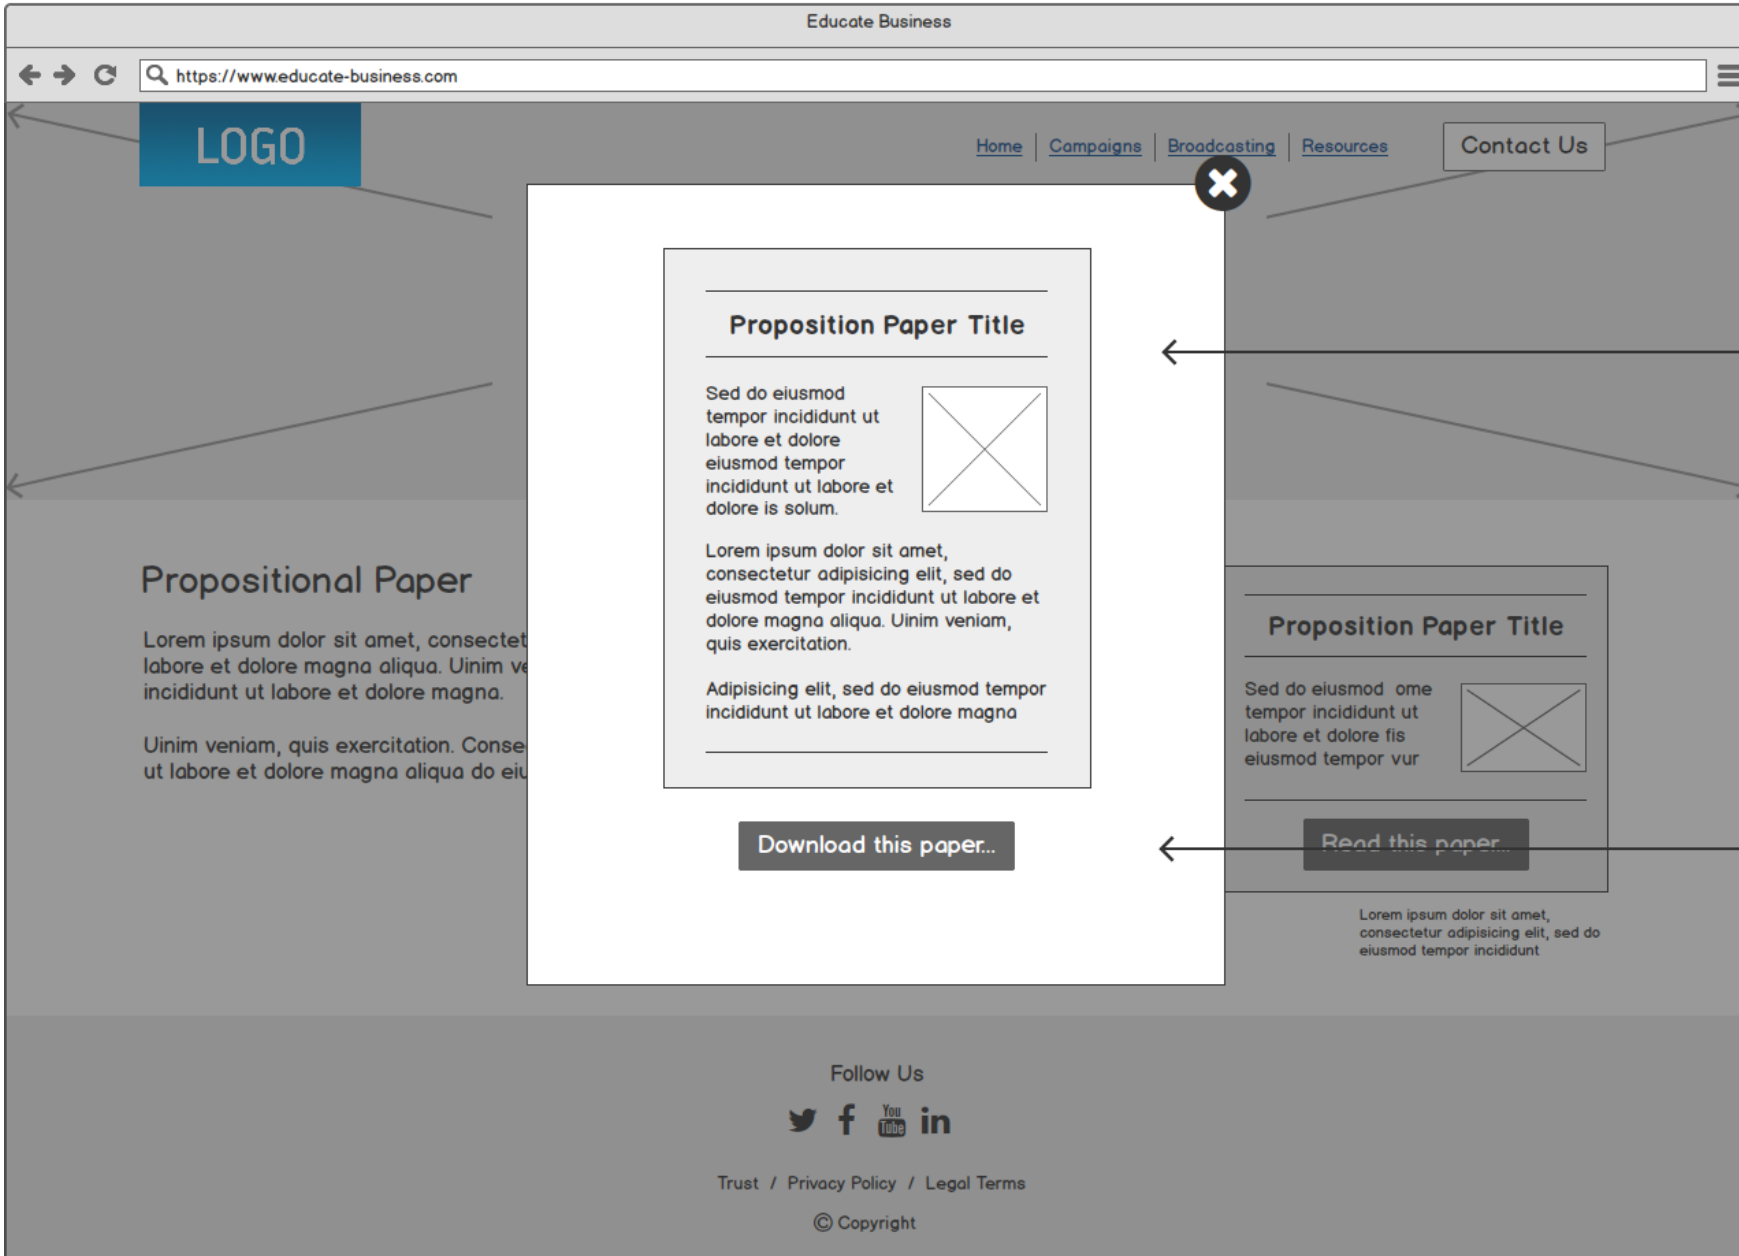 Educate Business
https://www.educate-business.com
LOGO
Home
Campaigns
Broadcasting
Resources
Contact Us
Proposition Paper Title
Sed do eiusmod
tempor incididunt ut
labore et dolore
eiusmod tempor
incididunt ut labore et
dolore is solum.
Lorem ipsum dolor sit amet,
consectetur adipisicing elit, sed do
eiusmod tempor incididunt ut labore et
dolore magna aliqua. Uinim veniam,
quis exercitation.
Adipisicing elit, sed do eiusmod tempor
incididunt ut labore et dolore magna
Download this paper...
Propositional Paper
Lorem ipsum dolor sit amet, consectet
labore et dolore magna aliqua. Uinim ve
incididunt ut labore et dolore magna.
Uinim veniam, quis exercitation. Conse
ut labore et dolore magna aliqua do eiu
Proposition Paper Title
Sed do eiusmod ome
tempor incididunt ut
labore et dolore fis
eiusmod tempor vur
Read this paper...
Lorem ipsum dolor sit amet,
consectetur adipisicing elit, sed do
eiusmod tempor incididunt
Follow Us
You
Tube
in
Trust / Privacy Policy / Legal Terms
© Copyright